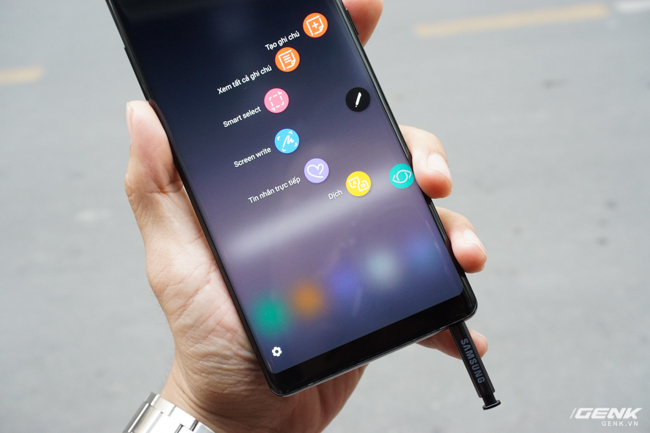 Tạo ghi chú
Xem tất cả ghi chú
Smart select
Screen write
Tin nhắn trực tiếp
Dịch
SAMSUNG
GENK
GENK.VN